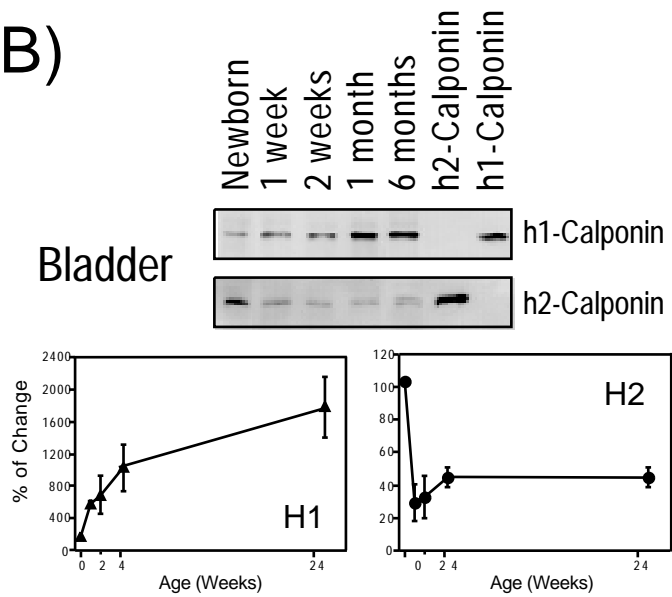 B)
Newborn
1 week
2 weeks
1 month
6 months
h2-Calponin
h1-Calponin
Bladder
h1-Calponin
h2-Calponin
% of Change
2400
2000
1600
1200
800
400
0
0 2 4 24
Age (Weeks)
H1
120
100
80
60
40
20
0
0 2 4 24
Age (Weeks)
H2